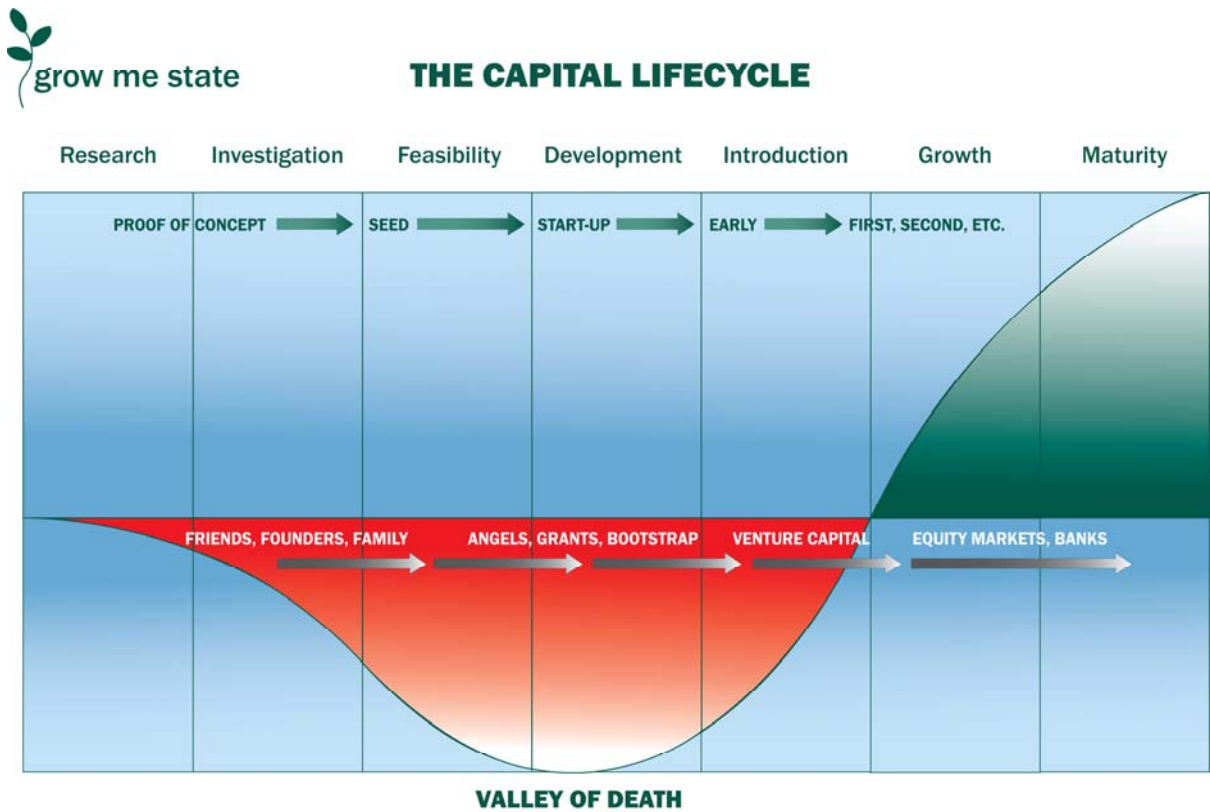 grow me state
THE CAPITAL LIFECYCLE
Research Investigation Feasibility Development Introduction Growth Maturity
PROOF OF CONCEPT SEED START-UP EARLY FIRST, SECOND, ETC.
FRIENDS, FOUNDERS, FAMILY ANGELS, GRANTS, BOOTSTRAP VENTURE CAPITAL EQUITY MARKETS, BANKS
VALLEY OF DEATH